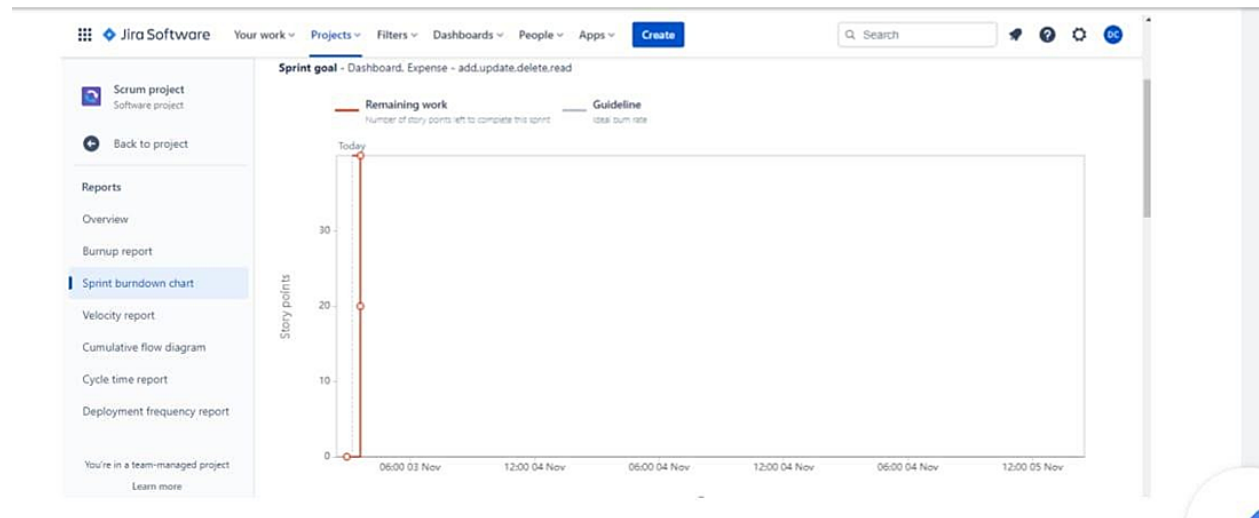 Jira Software Your work Projects Filters Dashboards People Apps Create Search DC
Sprint goal - Dashboard. Expense - add.update.delete.read
Scrum project
Software project
Back to project
Reports
Overview
Burnup report
Sprint burndown chart
Velocity report
Cumulative flow diagram
Cycle time report
Deployment frequency report
You're in a team-managed project
Learn more
Remaining work
Number of story points left to complete this sprint
Guideline
Ideal burn rate
Today
Story points
30
20
10
0
06:00 03 Nov 12:00 04 Nov 06:00 04 Nov 12:00 04 Nov 06:00 04 Nov 12:00 05 Nov